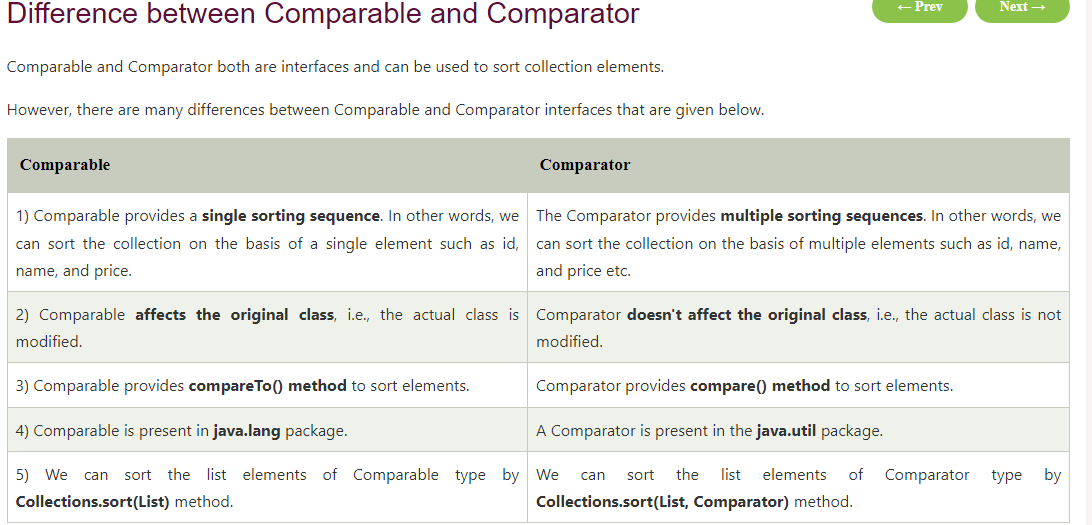 Difference between Comparable and Comparator
← Prev
Next →
Comparable and Comparator both are interfaces and can be used to sort collection elements.
However, there are many differences between Comparable and Comparator interfaces that are given below.
Comparable
Comparator
1) Comparable provides a single sorting sequence. In other words, we
can sort the collection on the basis of a single element such as id,
name, and price.
The Comparator provides multiple sorting sequences. In other words, we
can sort the collection on the basis of multiple elements such as id, name,
and price etc.
2) Comparable affects the original class, i.e., the actual class is
modified.
Comparator doesn't affect the original class, i.e., the actual class is not
modified.
3) Comparable provides compareTo() method to sort elements.
Comparator provides compare() method to sort elements.
4) Comparable is present in java.lang package.
A Comparator is present in the java.util package.
5) We can sort the list elements of Comparable type by
Collections.sort(List) method.
We can sort the list elements of Comparator type by
Collections.sort(List, Comparator) method.